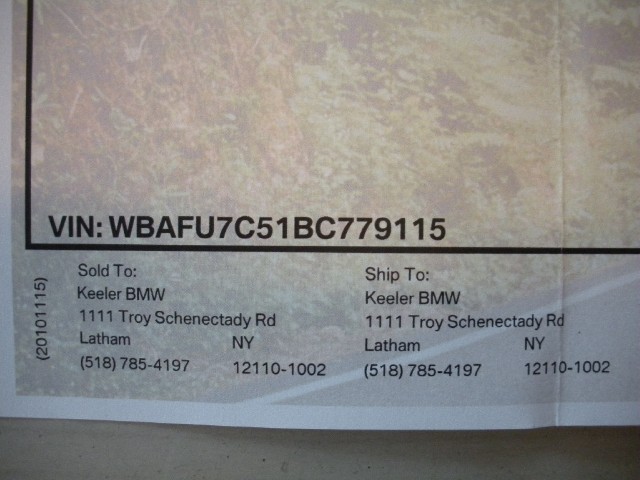 VIN: WBAFU7C51BC779115
(20101115)
Sold To:
Keeler BMW
1111 Troy Schenectady Rd
Latham NY
(518) 785-4197 12110-1002
Ship To:
Keeler BMW
1111 Troy Schenectady Rd
Latham NY
(518) 785-4197 12110-1002